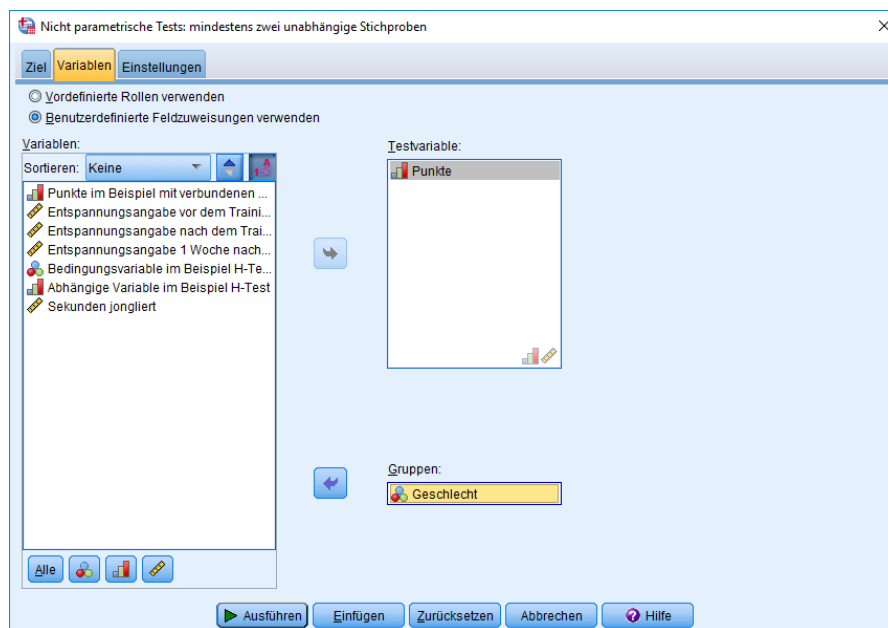 Nicht parametrische Tests: mindestens zwei unabhängige Stichproben
Ziel Variablen Einstellungen
Vordefinierte Rollen verwenden
Benutzerdefinierte Feldzuweisungen verwenden
Variablen:
Sortieren: Keine
Punkte im Beispiel mit verbundenen ...
Entspannungsangabe vor dem Traini...
Entspannungsangabe nach dem Trai...
Entspannungsangabe 1 Woche nach...
Bedingungsvariable im Beispiel H-Te...
Abhängige Variable im Beispiel H-Test
Sekunden jongliert
Alle
Testvariable:
Punkte
Gruppen:
Geschlecht
Ausführen Einfügen Zurücksetzen Abbrechen Hilfe